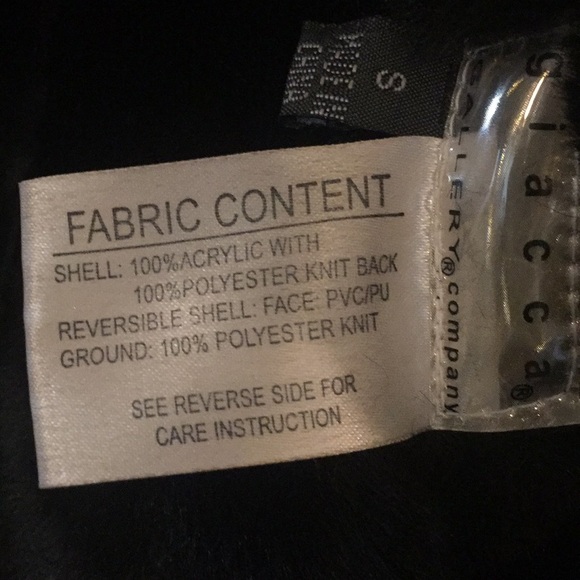 MADE IN
CHINA
S
FABRIC CONTENT
SHELL: 100%ACRYLIC WITH
100%POLYESTER KNIT BACK
REVERSIBLE SHELL: FACE: PVC/PU
GROUND: 100% POLYESTER KNIT
SEE REVERSE SIDE FOR
CARE INSTRUCTION
giacca®
GALLERY®company